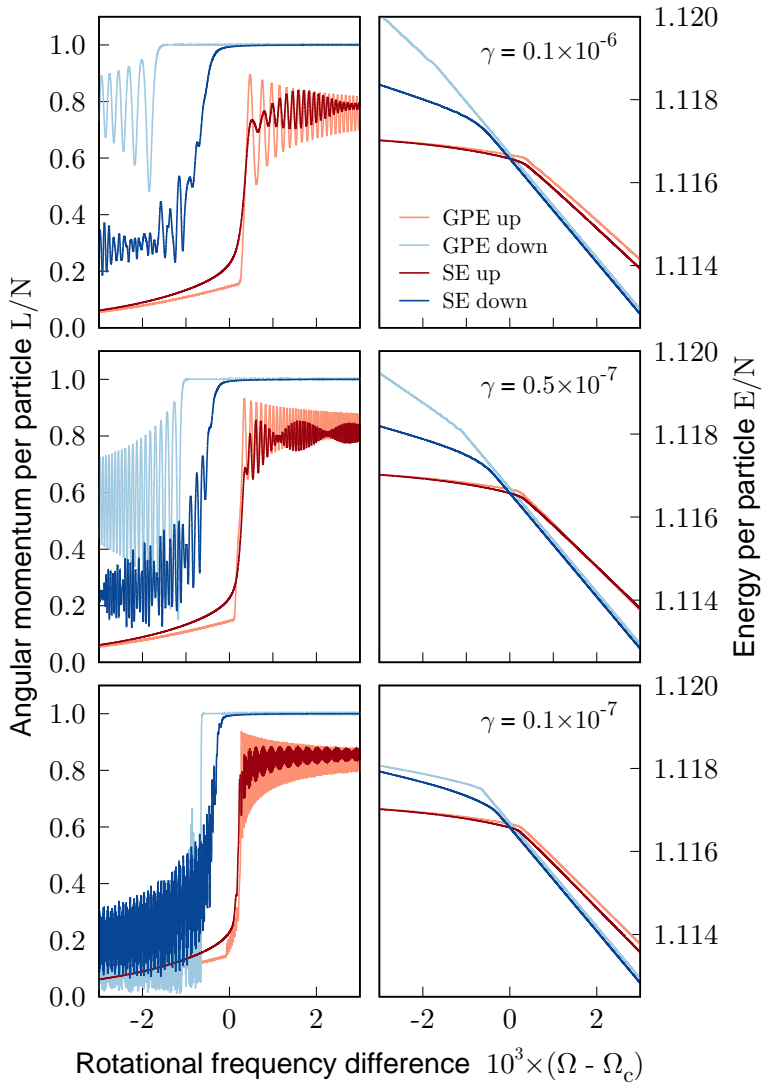 1.0
0.8
0.6
0.4
0.2
0.0
γ = 0.1×10⁻⁶
GPE up
GPE down
SE up
SE down
1.120
1.118
1.116
1.114
1.0
0.8
0.6
0.4
0.2
0.0
γ = 0.5×10⁻⁷
1.120
1.118
1.116
1.114
1.0
0.8
0.6
0.4
0.2
0.0
γ = 0.1×10⁻⁷
1.120
1.118
1.116
1.114
Angular momentum per particle L/N
Energy per particle E/N
-2 0 2 -2 0 2
Rotational frequency difference 10³×(Ω - Ω_c)